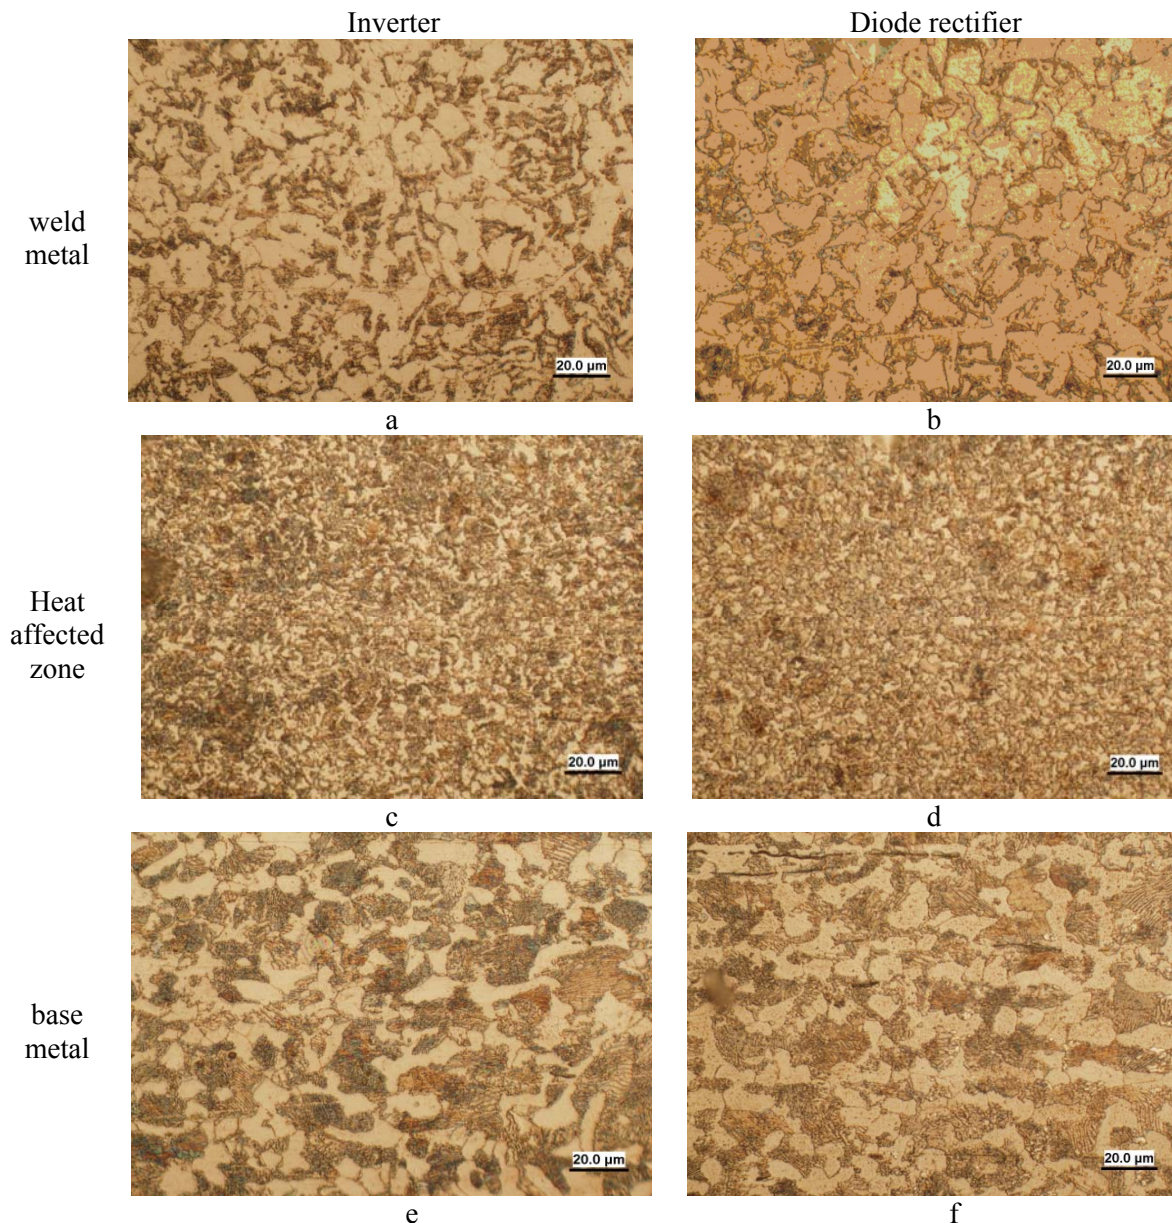 Inverter
Diode rectifier
weld
metal
20.0 µm
20.0 µm
a
b
Heat
affected
zone
20.0 µm
20.0 µm
c
d
base
metal
20.0 µm
20.0 µm
e
f